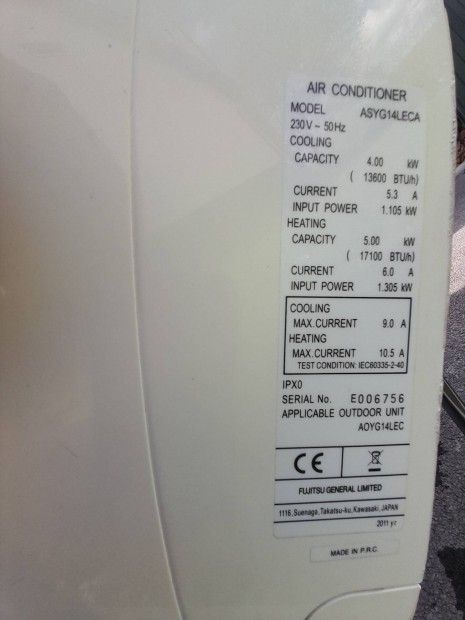 AIR CONDITIONER
MODEL ASYG14LECA
230V ~ 50Hz
COOLING
CAPACITY 4.00 kW
( 13600 BTU/h)
CURRENT 5.3 A
INPUT POWER 1.105 kW
HEATING
CAPACITY 5.00 kW
( 17100 BTU/h)
CURRENT 6.0 A
INPUT POWER 1.305 kW
COOLING
MAX.CURRENT 9.0 A
HEATING
MAX.CURRENT 10.5 A
TEST CONDITION: IEC60335-2-40
IPX0
SERIAL No. E006756
APPLICABLE OUTDOOR UNIT
AOYG14LEC
CE
FUJITSU GENERAL LIMITED
1116, Suenaga, Takatsu-ku, Kawasaki, JAPAN
2011 yr
MADE IN P.R.C.